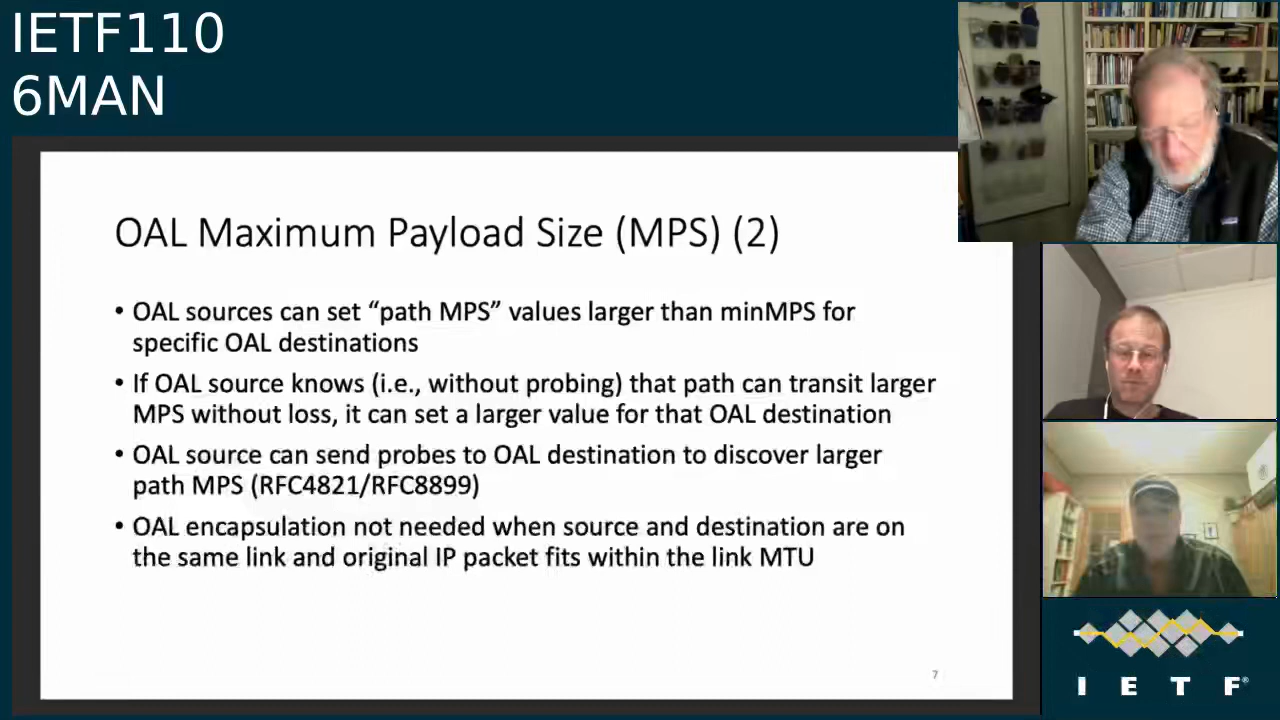 IETF110
6MAN
OAL Maximum Payload Size (MPS) (2)
• OAL sources can set “path MPS” values larger than minMPS for
specific OAL destinations
• If OAL source knows (i.e., without probing) that path can transit larger
MPS without loss, it can set a larger value for that OAL destination
• OAL source can send probes to OAL destination to discover larger
path MPS (RFC4821/RFC8899)
• OAL encapsulation not needed when source and destination are on
the same link and original IP packet fits within the link MTU
7
I E T F®